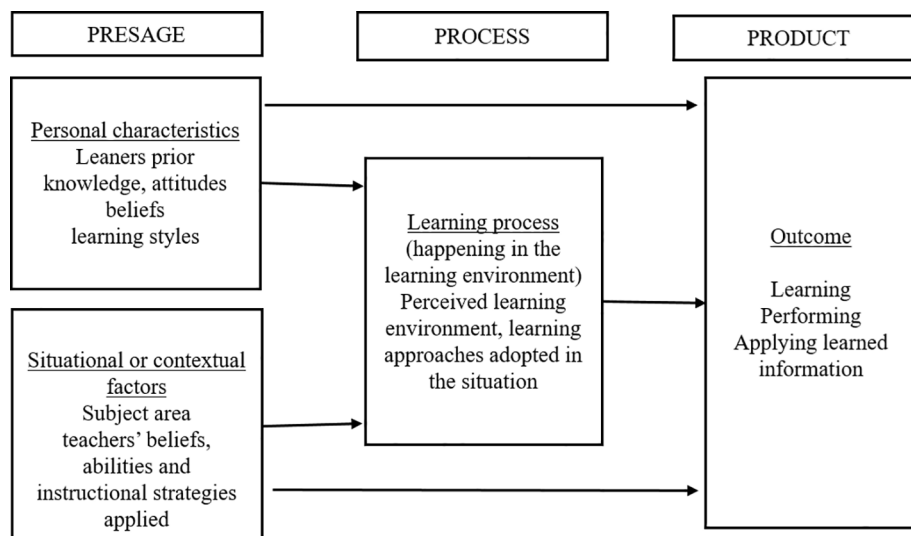 PRESAGE
PROCESS
PRODUCT
Personal characteristics
Leaners prior
knowledge, attitudes
beliefs
learning styles
Situational or contextual
factors
Subject area
teachers’ beliefs,
abilities and
instructional strategies
applied
Learning process
(happening in the
learning environment)
Perceived learning
environment, learning
approaches adopted in
the situation
Outcome
Learning
Performing
Applying learned
information